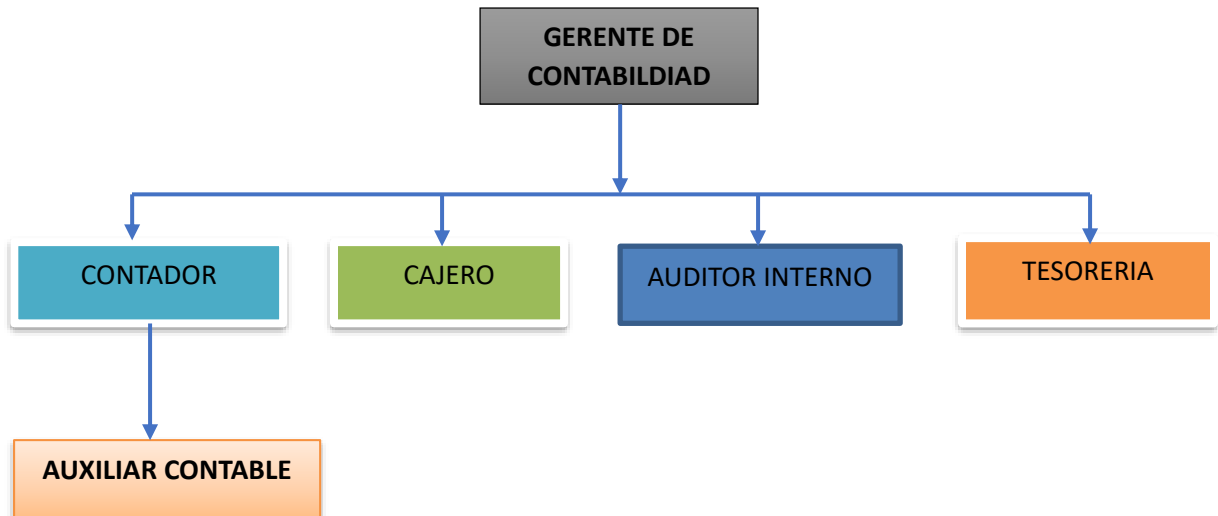 GERENTE DE
CONTABILDIAD
CONTADOR
CAJERO
AUDITOR INTERNO
TESORERIA
AUXILIAR CONTABLE